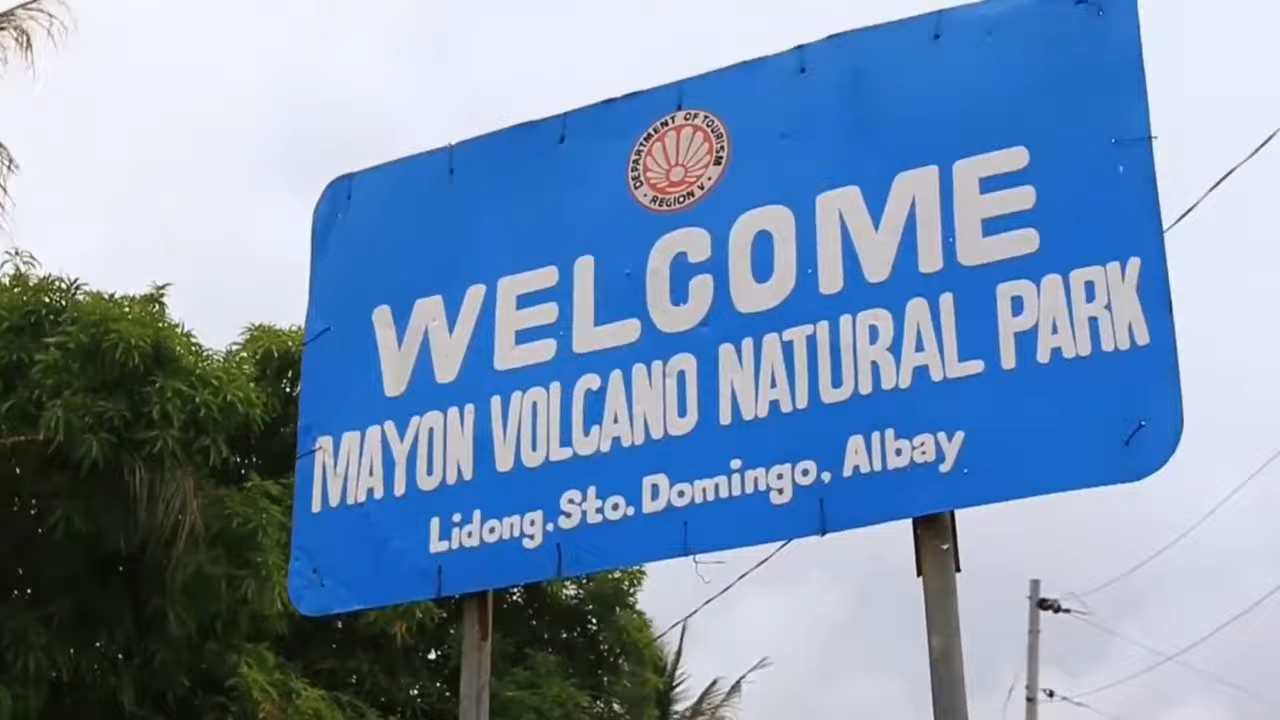 DEPARTMENT OF TOURISM
• REGION V •
WELCOME
MAYON VOLCANO NATURAL PARK
Lidong. Sto. Domingo, Albay